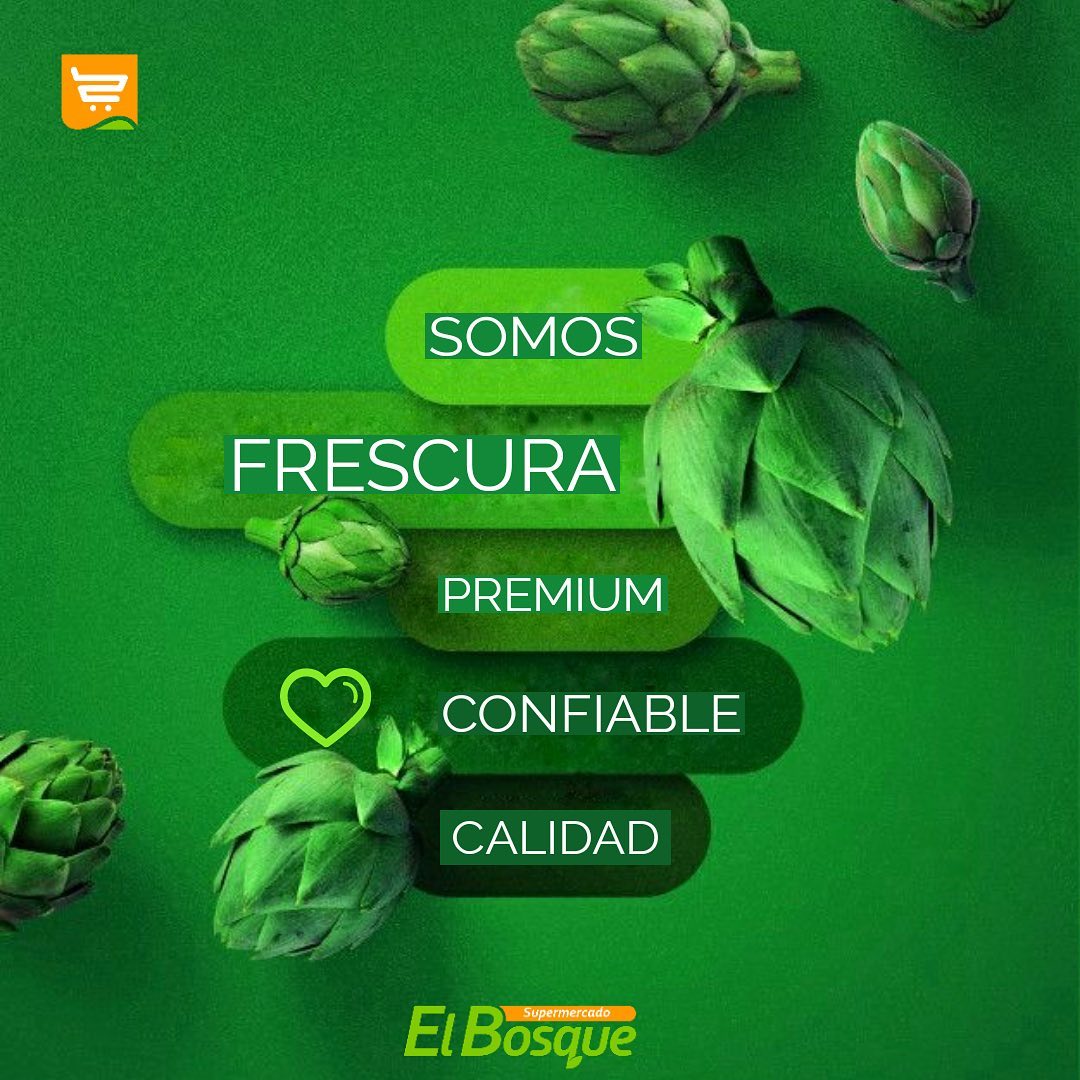 SOMOS
FRESCURA
PREMIUM
CONFIABLE
CALIDAD
Supermercado
El Bosque